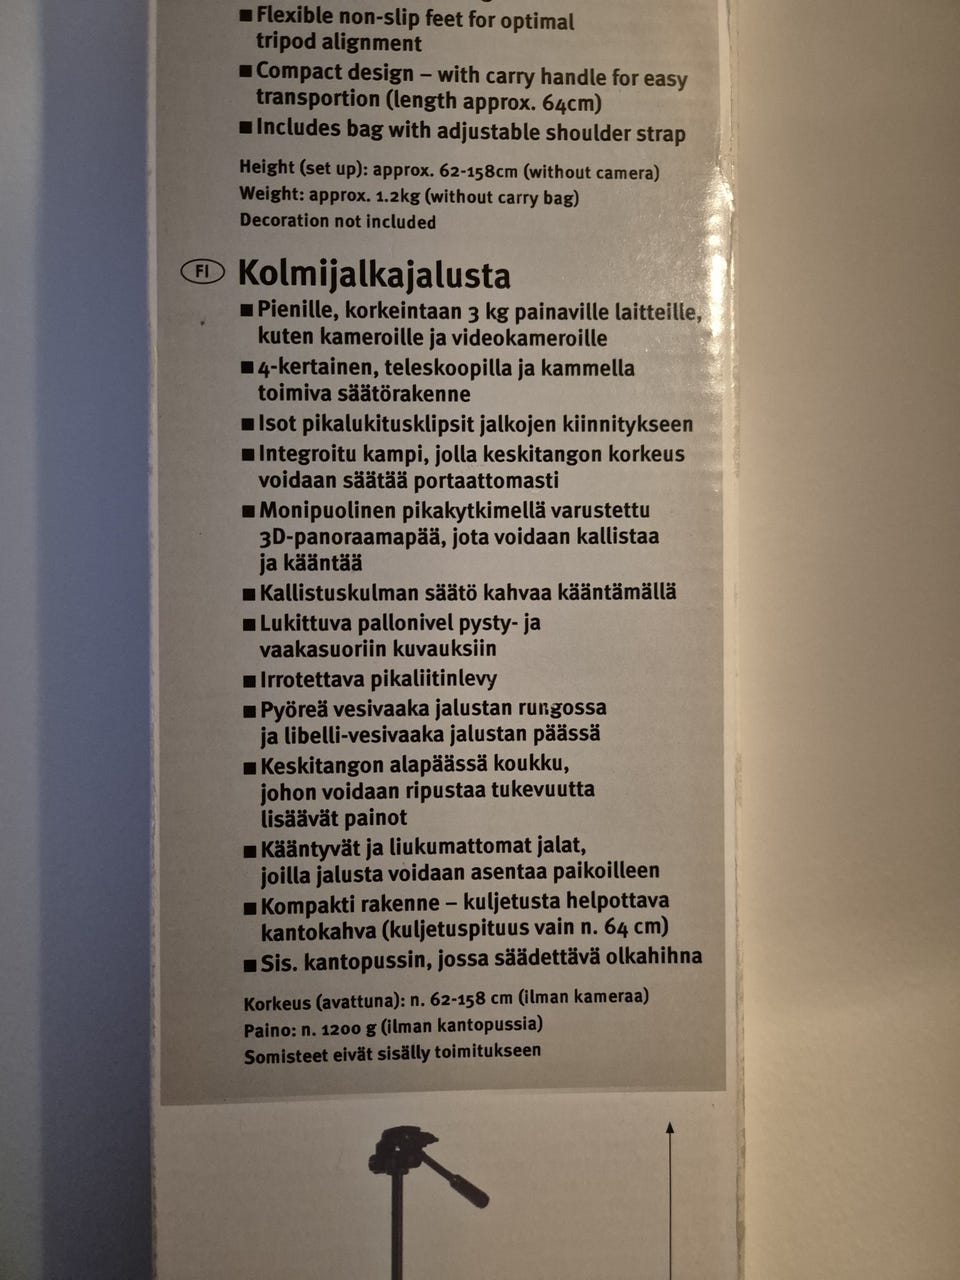 ■ Flexible non-slip feet for optimal
tripod alignment
■ Compact design – with carry handle for easy
transportion (length approx. 64cm)
■ Includes bag with adjustable shoulder strap
Height (set up): approx. 62-158cm (without camera)
Weight: approx. 1.2kg (without carry bag)
Decoration not included
FI Kolmijalkajalusta
■ Pienille, korkeintaan 3 kg painaville laitteille,
kuten kameroille ja videokameroille
■ 4-kertainen, teleskoopilla ja kammella
toimiva säätörakenne
■ Isot pikalukitusklipsit jalkojen kiinnitykseen
■ Integroitu kampi, jolla keskitangon korkeus
voidaan säätää portaattomasti
■ Monipuolinen pikakytkimellä varustettu
3D-panoraamapää, jota voidaan kallistaa
ja kääntää
■ Kallistuskulman säätö kahvaa kääntämällä
■ Lukittuva pallonivel pysty- ja
vaakasuoriin kuvauksiin
■ Irrotettava pikaliitinlevy
■ Pyöreä vesivaaka jalustan rungossa
ja libelli-vesivaaka jalustan päässä
■ Keskitangon alapäässä koukku,
johon voidaan ripustaa tukevuutta
lisäävät painot
■ Kääntyvät ja liukumattomat jalat,
joilla jalusta voidaan asentaa paikoilleen
■ Kompakti rakenne – kuljetusta helpottava
kantokahva (kuljetuspituus vain n. 64 cm)
■ Sis. kantopussin, jossa säädettävä olkahihna
Korkeus (avattuna): n. 62-158 cm (ilman kameraa)
Paino: n. 1200 g (ilman kantopussia)
Somisteet eivät sisälly toimitukseen